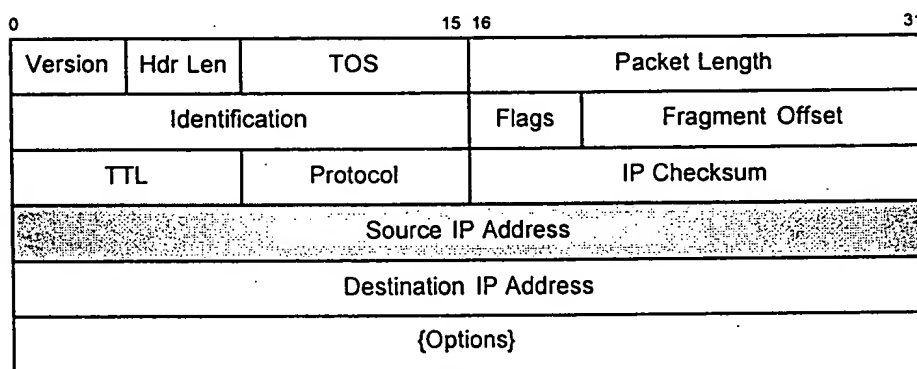 0 15 16 31
Version Hdr Len TOS Packet Length
Identification Flags Fragment Offset
TTL Protocol IP Checksum
Source IP Address
Destination IP Address
{Options}